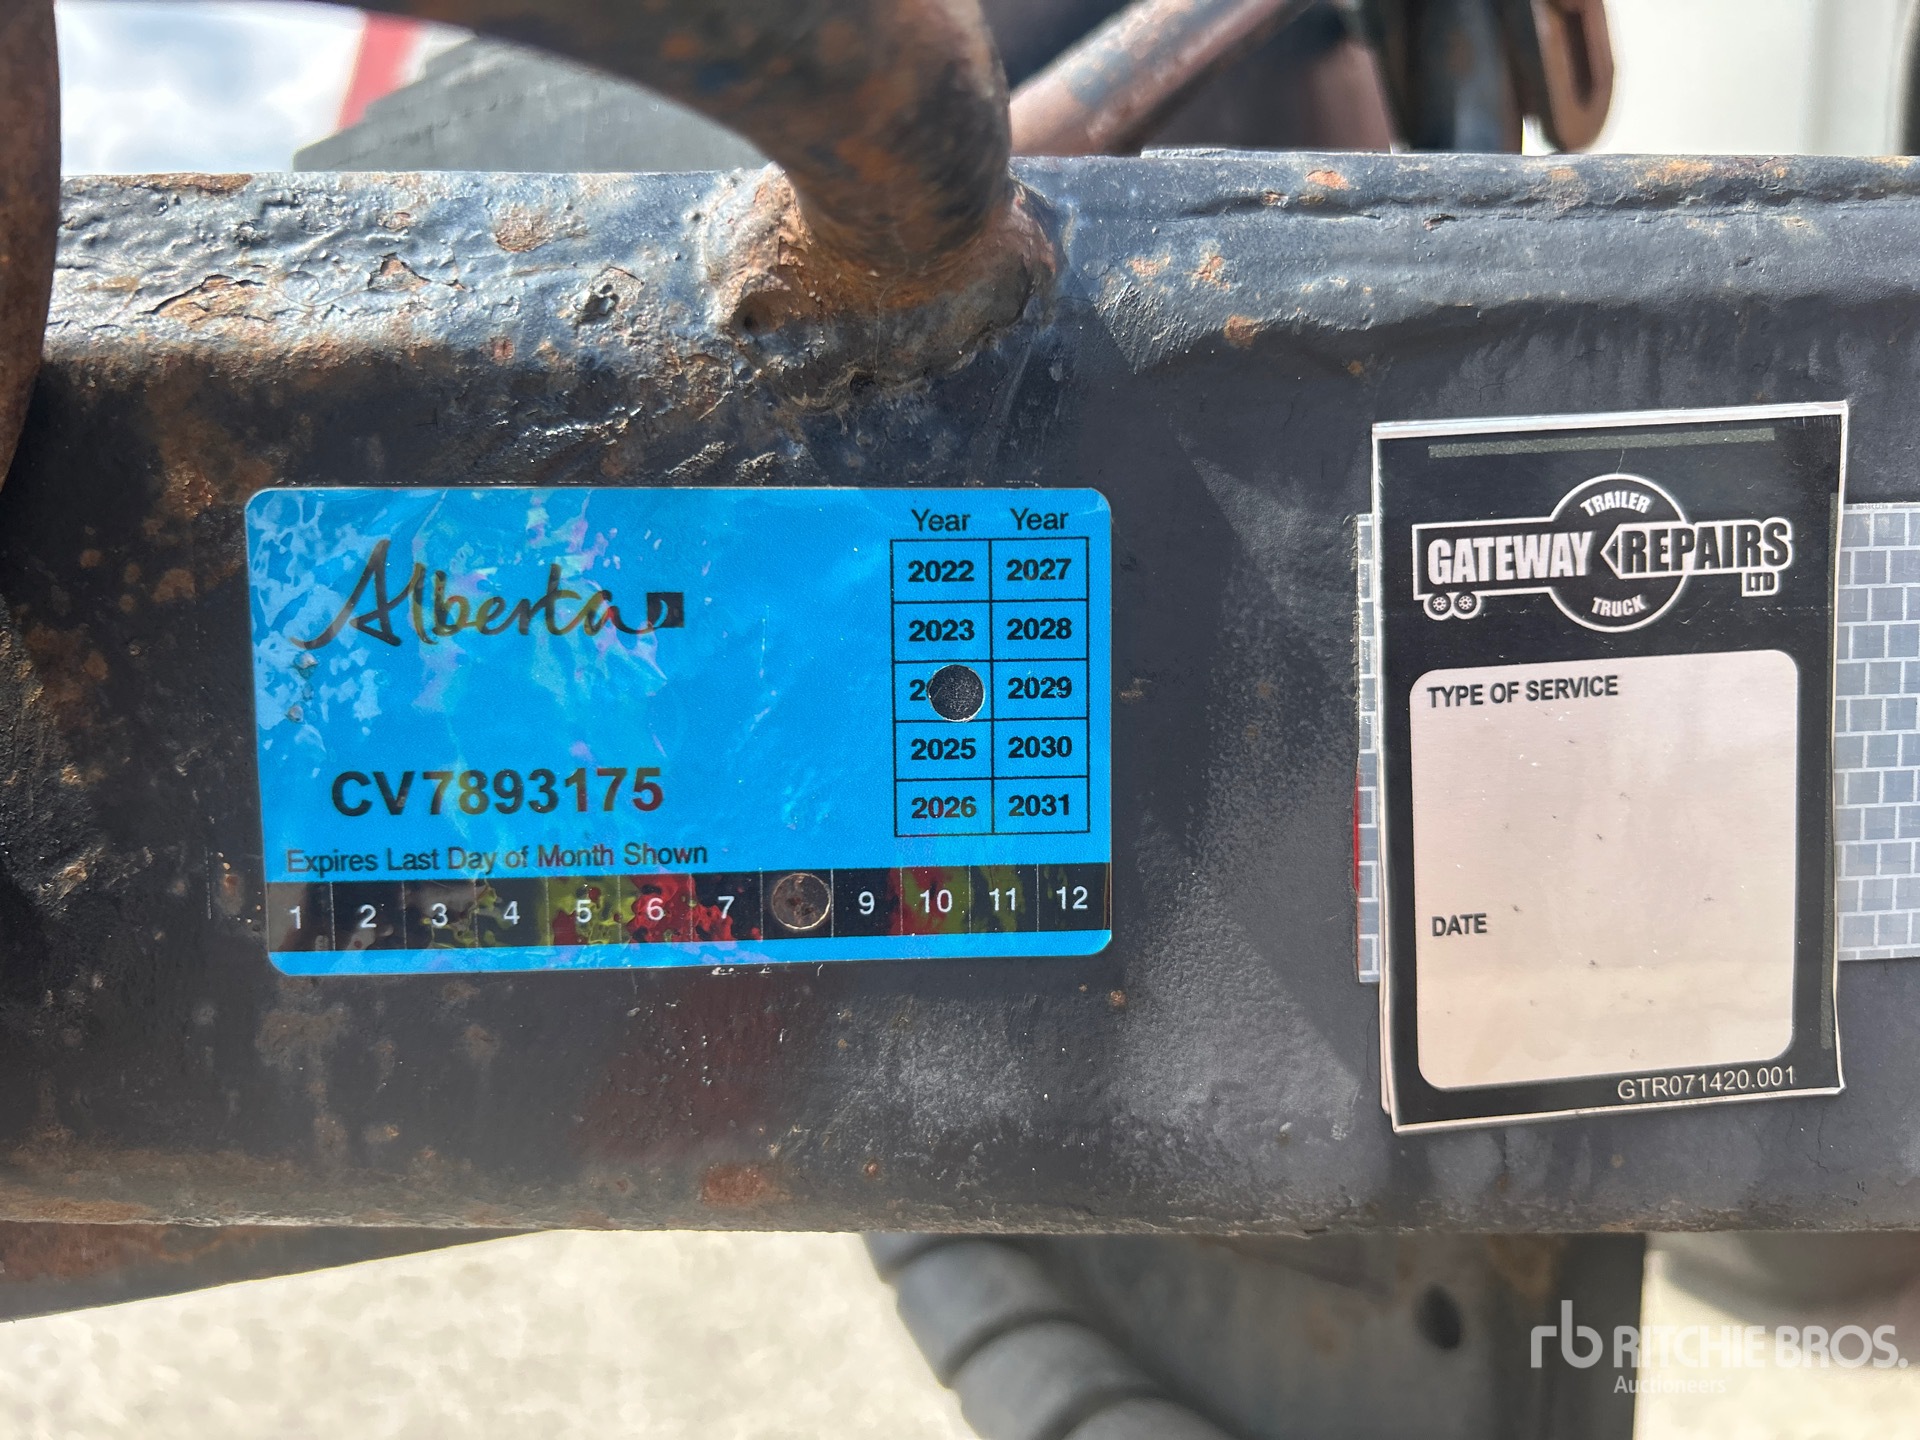 Alberta
CV7893175
Expires Last Day of Month Shown
Year Year
2022 2027
2023 2028
2029
2025 2030
2026 2031
1 2 3 4 5 6 7 9 10 11 12
TRAILER
GATEWAY REPAIRS
LTD
TRUCK
TYPE OF SERVICE
DATE
GTR071420.001
rb RITCHIE BROS.
Auctioneers